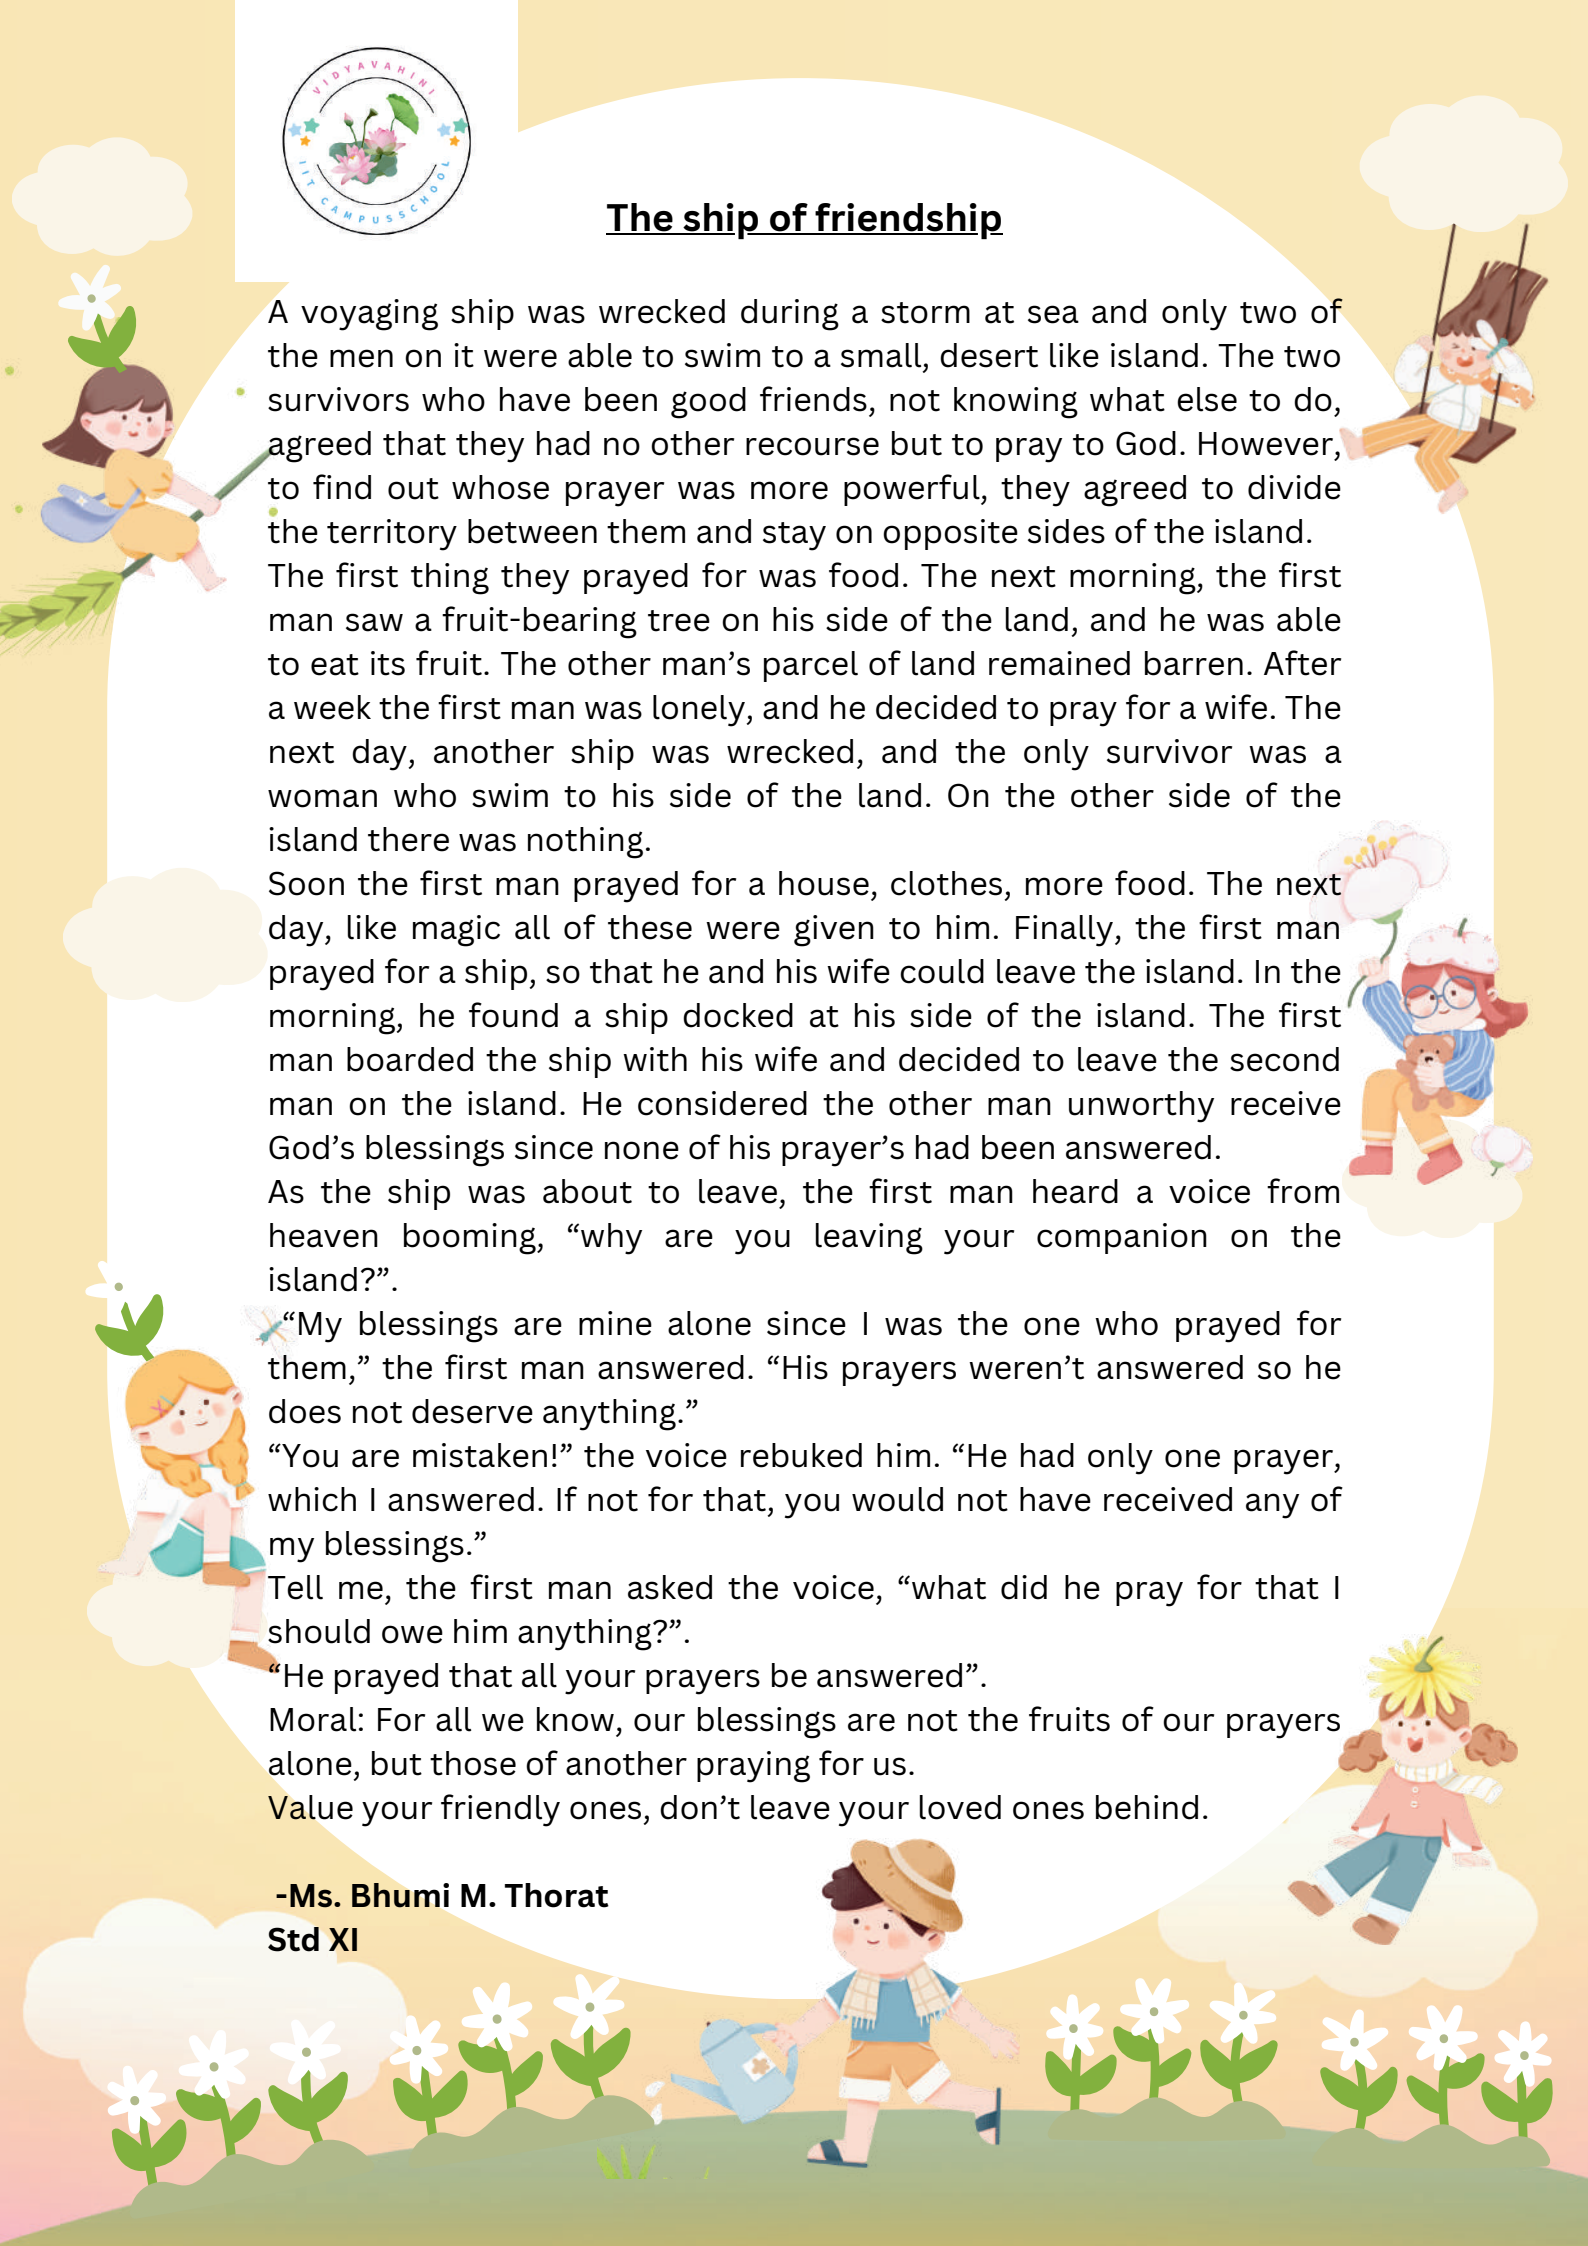 VIDYAVAHINI
IIT CAMPUS SCHOOL
The ship of friendship
A voyaging ship was wrecked during a storm at sea and only two of
the men on it were able to swim to a small, desert like island. The two
survivors who have been good friends, not knowing what else to do,
agreed that they had no other recourse but to pray to God. However,
to find out whose prayer was more powerful, they agreed to divide
the territory between them and stay on opposite sides of the island.
The first thing they prayed for was food. The next morning, the first
man saw a fruit-bearing tree on his side of the land, and he was able
to eat its fruit. The other man’s parcel of land remained barren. After
a week the first man was lonely, and he decided to pray for a wife. The
next day, another ship was wrecked, and the only survivor was a
woman who swim to his side of the land. On the other side of the
island there was nothing.
Soon the first man prayed for a house, clothes, more food. The next
day, like magic all of these were given to him. Finally, the first man
prayed for a ship, so that he and his wife could leave the island. In the
morning, he found a ship docked at his side of the island. The first
man boarded the ship with his wife and decided to leave the second
man on the island. He considered the other man unworthy receive
God’s blessings since none of his prayer’s had been answered.
As the ship was about to leave, the first man heard a voice from
heaven booming, “why are you leaving your companion on the
island?”.
“My blessings are mine alone since I was the one who prayed for
them,” the first man answered. “His prayers weren’t answered so he
does not deserve anything.”
“You are mistaken!” the voice rebuked him. “He had only one prayer,
which I answered. If not for that, you would not have received any of
my blessings.”
Tell me, the first man asked the voice, “what did he pray for that I
should owe him anything?”.
“He prayed that all your prayers be answered”.
Moral: For all we know, our blessings are not the fruits of our prayers
alone, but those of another praying for us.
Value your friendly ones, don’t leave your loved ones behind.
-Ms. Bhumi M. Thorat
Std XI